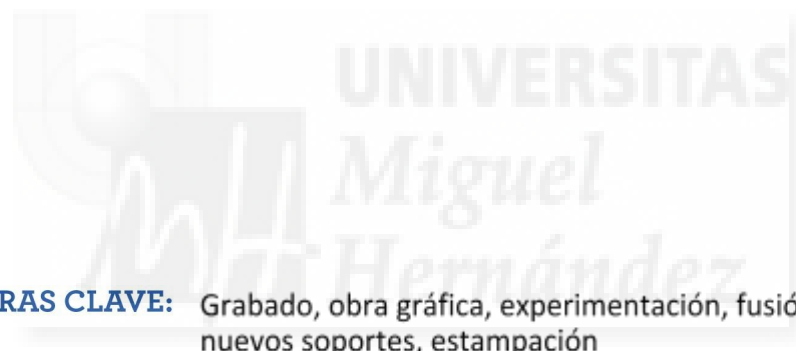 UNIVERSITAS
Miguel
Hernández
RAS CLAVE: Grabado, obra gráfica, experimentación, fusió
nuevos soportes, estampación